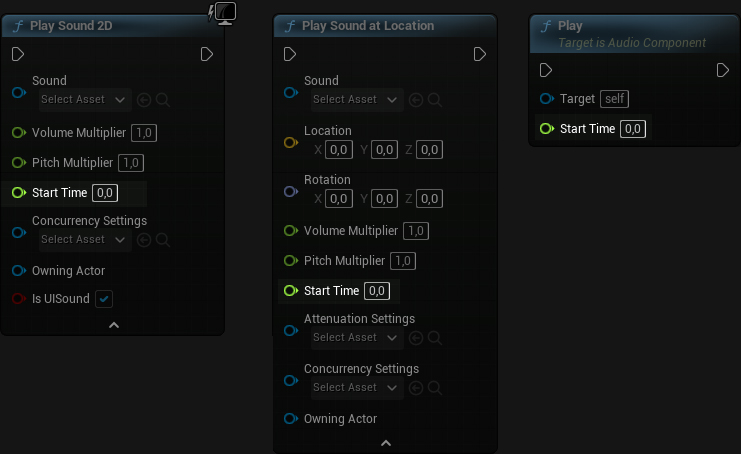 Play Sound 2D
Sound
Select Asset
Volume Multiplier 1,0
Pitch Multiplier 1,0
Start Time 0,0
Concurrency Settings
Select Asset
Owning Actor
Is UISound
Play Sound at Location
Sound
Select Asset
Location
X 0,0 Y 0,0 Z 0,0
Rotation
X 0,0 Y 0,0 Z 0,0
Volume Multiplier 1,0
Pitch Multiplier 1,0
Start Time 0,0
Attenuation Settings
Select Asset
Concurrency Settings
Select Asset
Owning Actor
Play
Target is Audio Component
Target self
Start Time 0,0